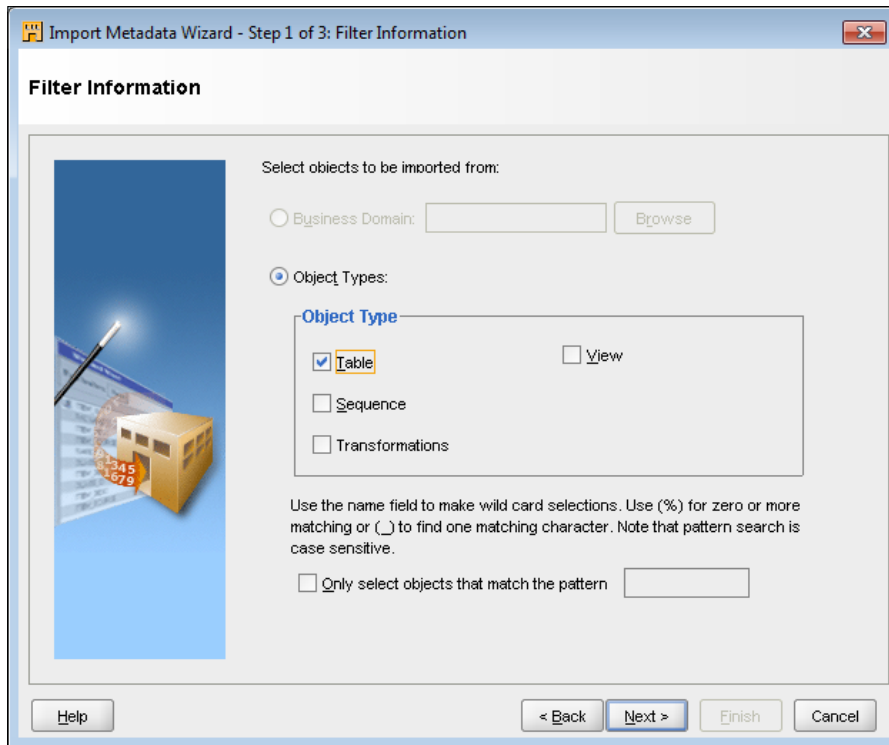 Import Metadata Wizard - Step 1 of 3: Filter Information
Filter Information
Select objects to be imported from:
Business Domain:
Browse
Object Types:
Object Type
Table
View
Sequence
Transformations
Use the name field to make wild card selections. Use (%) for zero or more
matching or (_) to find one matching character. Note that pattern search is
case sensitive.
Only select objects that match the pattern
Help
< Back
Next >
Finish
Cancel